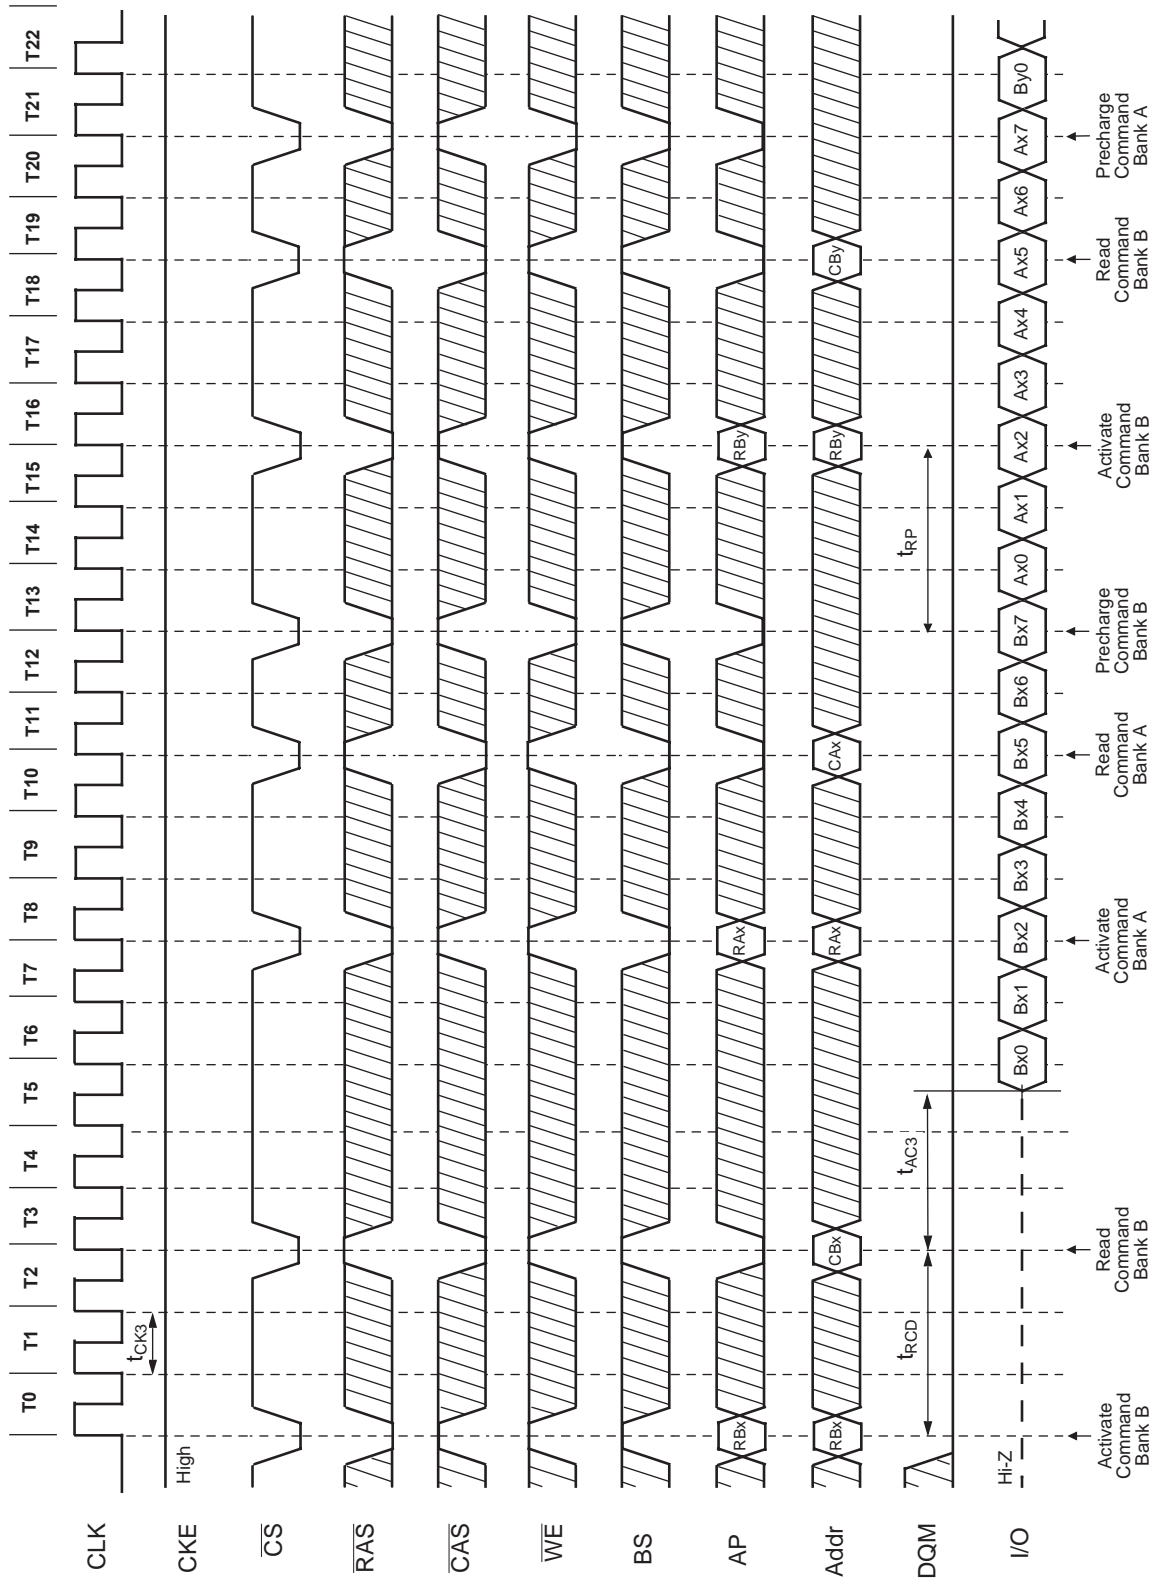 T0 T1 T2 T3 T4 T5 T6 T7 T8 T9 T10 T11 T12 T13 T14 T15 T16 T17 T18 T19 T20 T21 T22
CLK
tCK3
CKE
High
CS
RAS
CAS
WE
BS
AP
RBx RAx RBy
Addr
RBx CBx RAx CAx RBy CBy
DQM
tRCD tAC3 tRP
I/O
Hi-Z
Bx0 Bx1 Bx2 Bx3 Bx4 Bx5 Bx6 Bx7 Ax0 Ax1 Ax2 Ax3 Ax4 Ax5 Ax6 Ax7 By0
Activate
Command
Bank B
Read
Command
Bank B
Activate
Command
Bank A
Read
Command
Bank A
Precharge
Command
Bank B
Activate
Command
Bank B
Read
Command
Bank B
Precharge
Command
Bank A